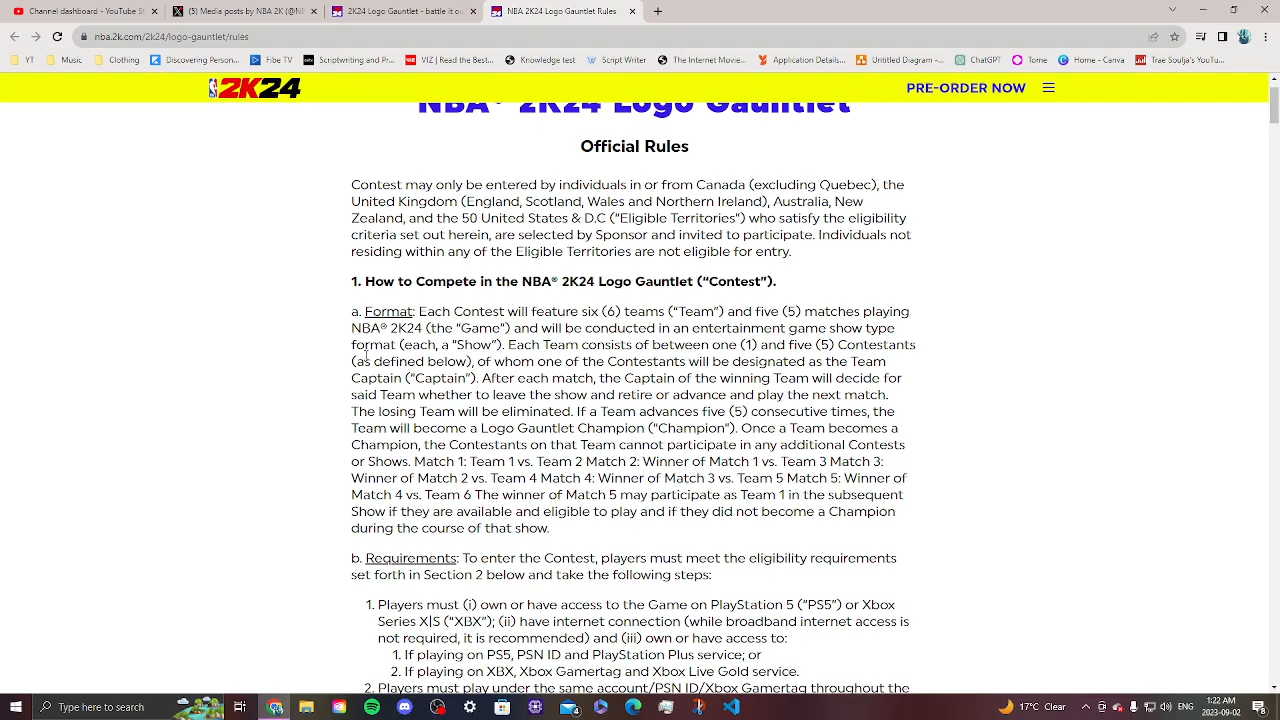 Channel dashboard - YouTube St
(5) Media posts by NBA 2K (@N
NBA 2K24 Logo Gauntlet - battle it ou
NBA 2K24 Logo Gauntlet Rules
nba.2k.com/2k24/logo-gauntlet/rules
YT
Music
Clothing
Discovering Person...
Fibe TV
Scriptwriting and Pr...
VIZ | Read the Best...
Knowledge test
Script Writer
The Interview: More...
Application Details...
Untitled Diagram -...
ChatGPT
Tome
Home - Canva
Trae Soulja's YouTub...
2K24
PRE-ORDER NOW
NBA® 2K24 Logo Gauntlet
Official Rules
Contest may only be entered by individuals in or from Canada (excluding Quebec), the
United Kingdom (England, Scotland, Wales and Northern Ireland), Australia, New
Zealand, and the 50 United States & D.C (“Eligible Territories”) who satisfy the eligibility
criteria set out herein, are selected by Sponsor and invited to participate. Individuals not
residing within any of the Eligible Territories are not eligible for entry.
1. How to Compete in the NBA® 2K24 Logo Gauntlet (“Contest”).
a. Format: Each Contest will feature six (6) teams (“Team”) and five (5) matches playing
NBA® 2K24 (the “Game”) and will be conducted in an entertainment game show type
format (each, a “Show”). Each Team consists of between one (1) and five (5) Contestants
(as defined below), of whom one of the Contestants will be designated as the Team
Captain (“Captain”). After each match, the Captain of the winning Team will decide for
said Team whether to leave the show and retire or advance and play the next match.
The losing Team will be eliminated. If a Team advances five (5) consecutive times, the
Team will become a Logo Gauntlet Champion (“Champion”). Once a Team becomes a
Champion, the Contestants on that Team cannot participate in any additional Contests
or Shows. Match 1: Team 1 vs. Team 2 Match 2: Winner of Match 1 vs. Team 3 Match 3:
Winner of Match 2 vs. Team 4 Match 4: Winner of Match 3 vs. Team 5 Match 5: Winner of
Match 4 vs. Team 6 The winner of Match 5 may participate as Team 1 in the subsequent
Show if they are available and eligible to play and if they did not become a Champion
during the course of that show.
b. Requirements: To enter the Contest, players must meet the eligibility requirements
set forth in Section 2 below and take the following steps:
1. Players must (i) own or have access to the Game on PlayStation 5 (“PS5”) or Xbox
Series X|S (“XBX”); (ii) have internet connection (while broadband internet access is
not required, it is recommended) and (iii) own or have access to:
1. If playing on PS5, PSN ID and PlayStation Plus service; or
2. If playing on XBX, Xbox Gamertag and Xbox Live Gold service.
2. Players must play under the same account/PSN ID/Xbox Gamertag throughout the
Type here to search
17°C Clear
ENG
1:22 AM
2023-09-02